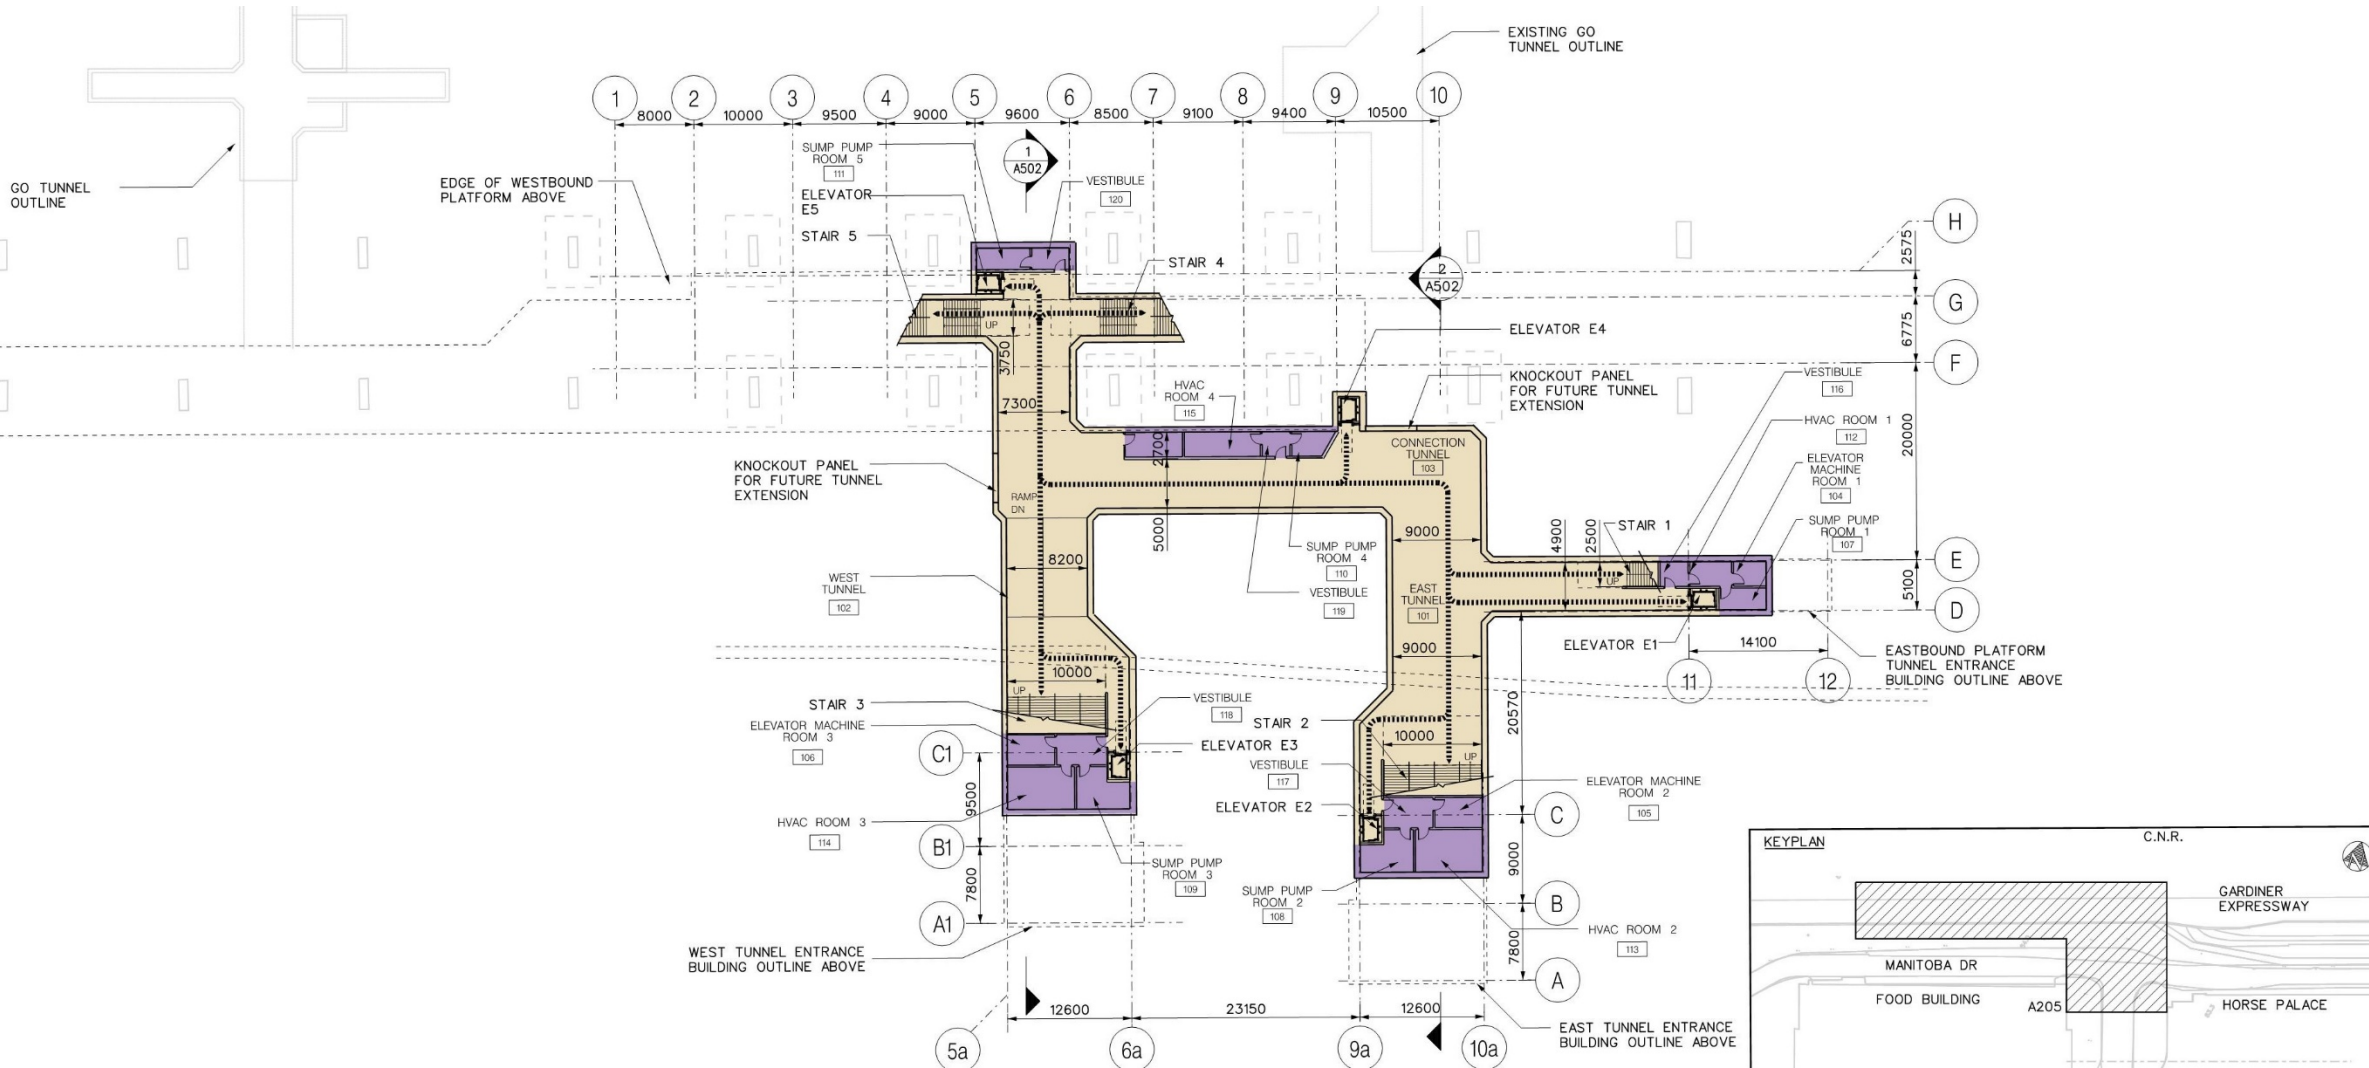 EXISTING GO
TUNNEL OUTLINE
1
2
3
4
5
6
7
8
9
10
8000
10000
9500
9000
9600
8500
9100
9400
10500
GO TUNNEL
OUTLINE
EDGE OF WESTBOUND
PLATFORM ABOVE
SUMP PUMP
ROOM 5
111
ELEVATOR
E5
STAIR 5
1
A502
VESTIBULE
120
STAIR 4
2
A502
H
2575
G
6775
F
20000
E
5100
D
ELEVATOR E4
KNOCKOUT PANEL
FOR FUTURE TUNNEL
EXTENSION
VESTIBULE
116
HVAC ROOM 1
112
ELEVATOR
MACHINE
ROOM 1
104
SUMP PUMP
ROOM 1
107
UP
3750
7300
HVAC
ROOM 4
115
2700
CONNECTION
TUNNEL
103
KNOCKOUT PANEL
FOR FUTURE TUNNEL
EXTENSION
RAMP
DN
5000
SUMP PUMP
ROOM 4
110
VESTIBULE
119
9000
4900
2500
STAIR 1
UP
8200
WEST
TUNNEL
102
EAST
TUNNEL
101
9000
ELEVATOR E1
14100
11
12
EASTBOUND PLATFORM
TUNNEL ENTRANCE
BUILDING OUTLINE ABOVE
10000
UP
STAIR 3
ELEVATOR MACHINE
ROOM 3
106
VESTIBULE
118
STAIR 2
ELEVATOR E3
VESTIBULE
117
ELEVATOR E2
10000
UP
20570
ELEVATOR MACHINE
ROOM 2
105
C1
9500
HVAC ROOM 3
114
B1
7800
A1
SUMP PUMP
ROOM 3
109
SUMP PUMP
ROOM 2
108
C
9000
B
7800
A
HVAC ROOM 2
113
WEST TUNNEL ENTRANCE
BUILDING OUTLINE ABOVE
12600
23150
12600
5a
6a
9a
10a
EAST TUNNEL ENTRANCE
BUILDING OUTLINE ABOVE
KEYPLAN
C.N.R.
GARDINER
EXPRESSWAY
MANITOBA DR
FOOD BUILDING
A205
HORSE PALACE